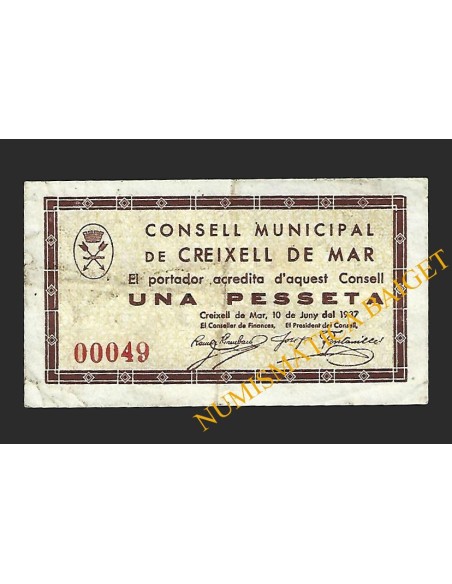 CONSELL MUNICIPAL
DE CREIXELL DE MAR
El portador acredita d'aquest Consell
UNA PESSETA
Creixell de Mar, 10 de Juny del 1937
El Conseller de Finances, El President del Consell,
00049
NUMISMATICA BAIGET